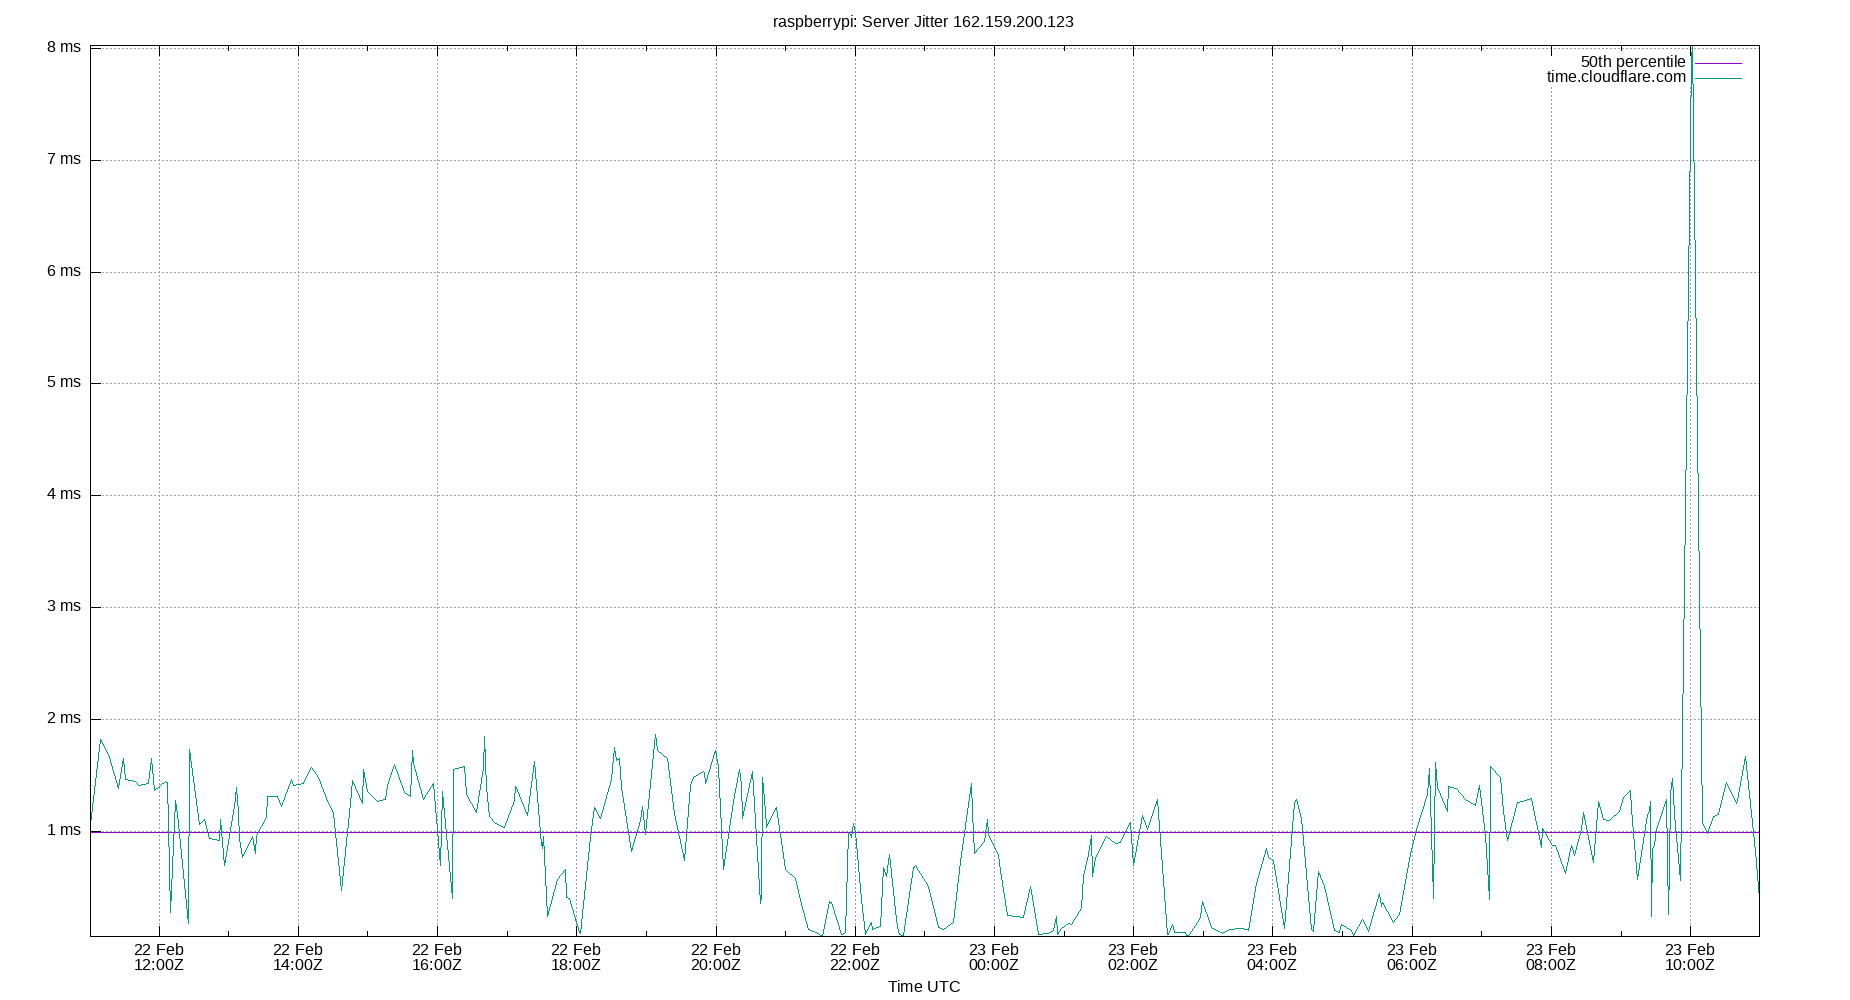 raspberrypi: Server Jitter 162.159.200.123
8 ms
7 ms
6 ms
5 ms
4 ms
3 ms
2 ms
1 ms
50th percentile
time.cloudflare.com
22 Feb
12:00Z
22 Feb
14:00Z
22 Feb
16:00Z
22 Feb
18:00Z
22 Feb
20:00Z
22 Feb
22:00Z
23 Feb
00:00Z
23 Feb
02:00Z
23 Feb
04:00Z
23 Feb
06:00Z
23 Feb
08:00Z
23 Feb
10:00Z
Time UTC